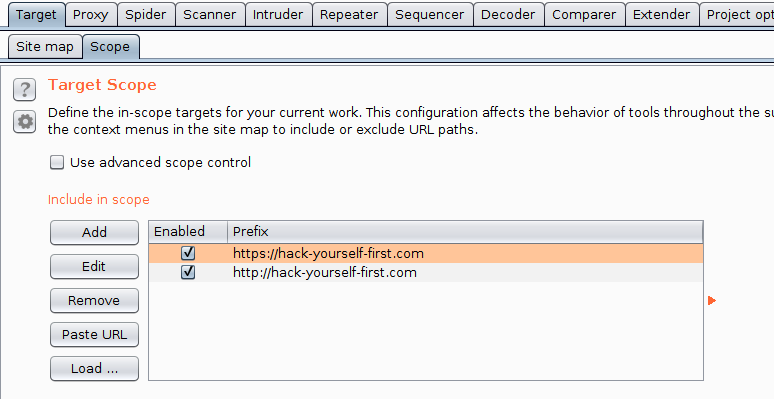 Target Proxy Spider Scanner Intruder Repeater Sequencer Decoder Comparer Extender Project opt
Site map Scope
? Target Scope
Define the in-scope targets for your current work. This configuration affects the behavior of tools throughout the su
the context menus in the site map to include or exclude URL paths.
Use advanced scope control
Include in scope
Add
Edit
Remove
Paste URL
Load ...
Enabled Prefix
https://hack-yourself-first.com
http://hack-yourself-first.com